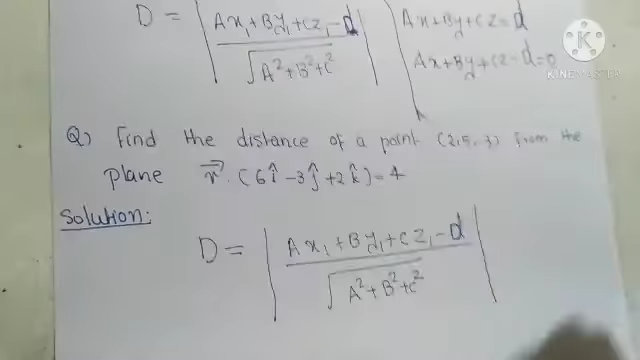 D = | Ax₁+By₁+Cz₁-d / √A²+B²+C² |
Ax+By+Cz=d
Ax+By+Cz-d=0
KINEMASTER
Q) Find the distance of a point (2,5,-3) from the
plane r⃗.(6î-3ĵ+2k̂)=4
Solution:
D = | Ax₁+By₁+Cz₁-d / √A²+B²+C² |